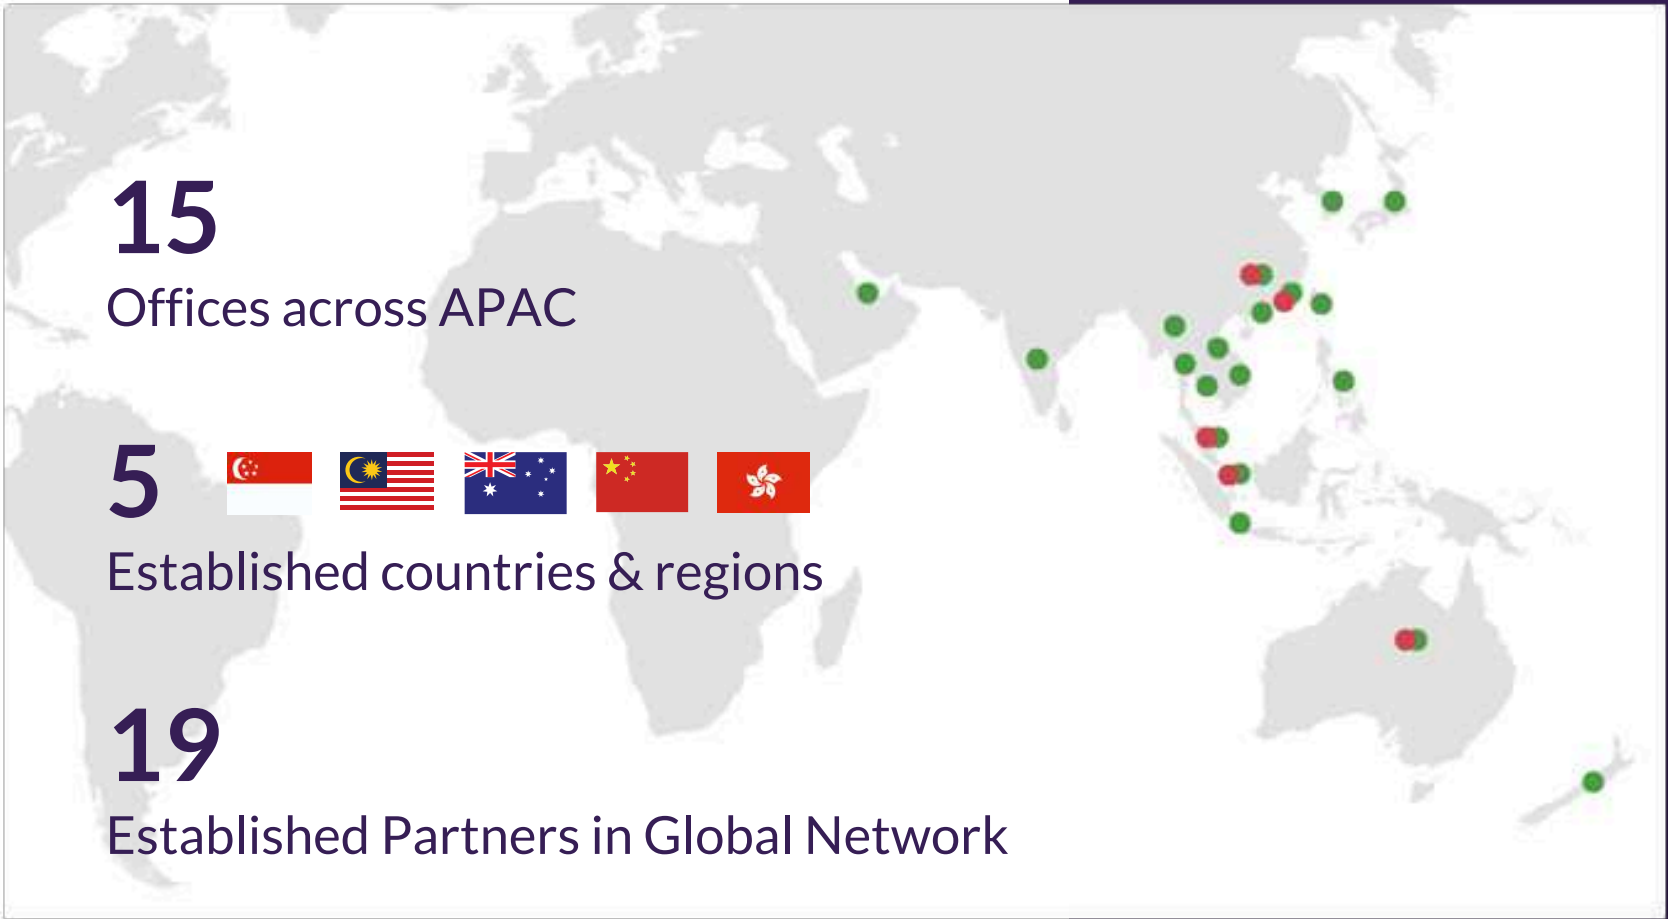 15
Offices across APAC
5
Established countries & regions
19
Established Partners in Global Network